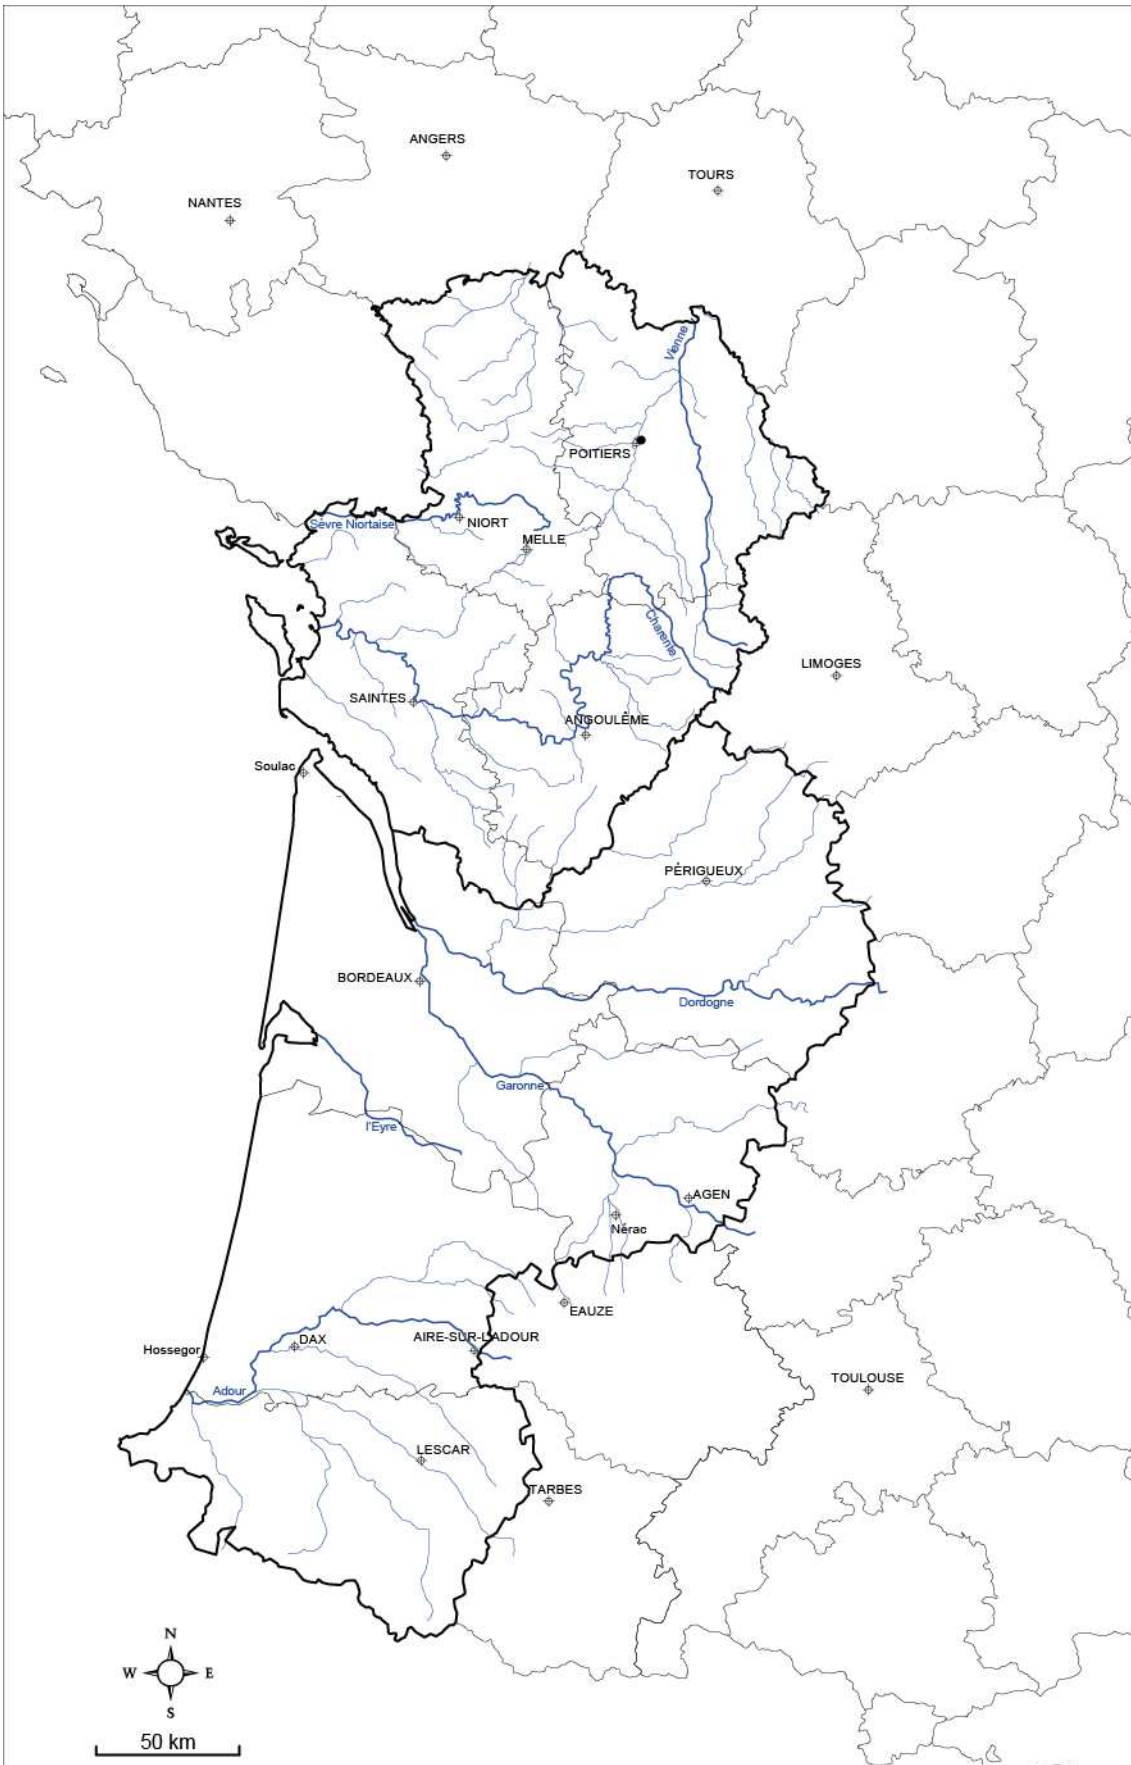 ANGERS
TOURS
NANTES
Vienne
POITIERS
Sèvre Niortaise
NIORT
MELLE
Charente
LIMOGES
SAINTES
ANGOULÊME
Soulac
PÉRIGUEUX
BORDEAUX
Dordogne
Garonne
l'Eyre
AGEN
Nérac
EAUZE
DAX
AIRE-SUR-L'ADOUR
Hossegor
TOULOUSE
Adour
LESCAR
TARBES
N
W E
S
50 km